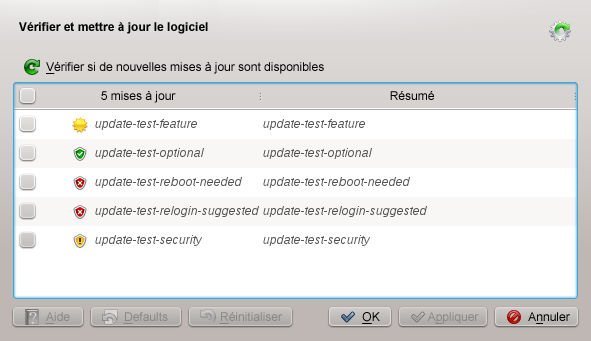 Vérifier et mettre à jour le logiciel
Vérifier si de nouvelles mises à jour sont disponibles
5 mises à jour Résumé
update-test-feature update-test-feature
update-test-optional update-test-optional
update-test-reboot-needed update-test-reboot-needed
update-test-relogin-suggested update-test-relogin-suggested
update-test-security update-test-security
Aide Defaults Réinitialiser OK Appliquer Annuler